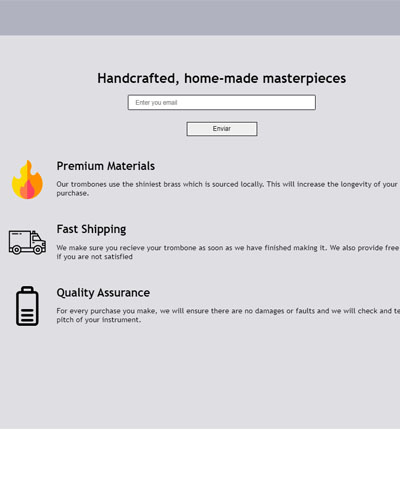 Handcrafted, home-made masterpieces
Enter you email
Enviar
Premium Materials
Our trombones use the shiniest brass which is sourced locally. This will increase the longevity of your
purchase.
Fast Shipping
We make sure you recieve your trombone as soon as we have finished making it. We also provide free
if you are not satisfied
Quality Assurance
For every purchase you make, we will ensure there are no damages or faults and we will check and te
pitch of your instrument.